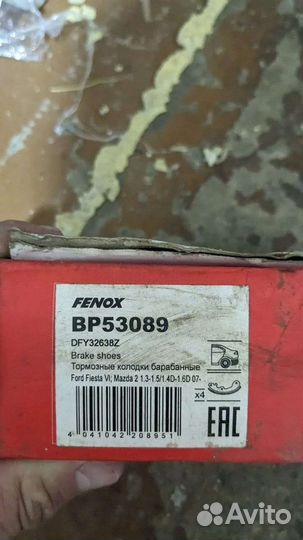 FENOX
BP53089
DFY32638Z
Brake shoes
Тормозные колодки барабанные
Ford Fiesta VI; Mazda 2 1.3-1.5/1.4D-1.6D 07-
x4
4 041042 208951
EAC
Avito